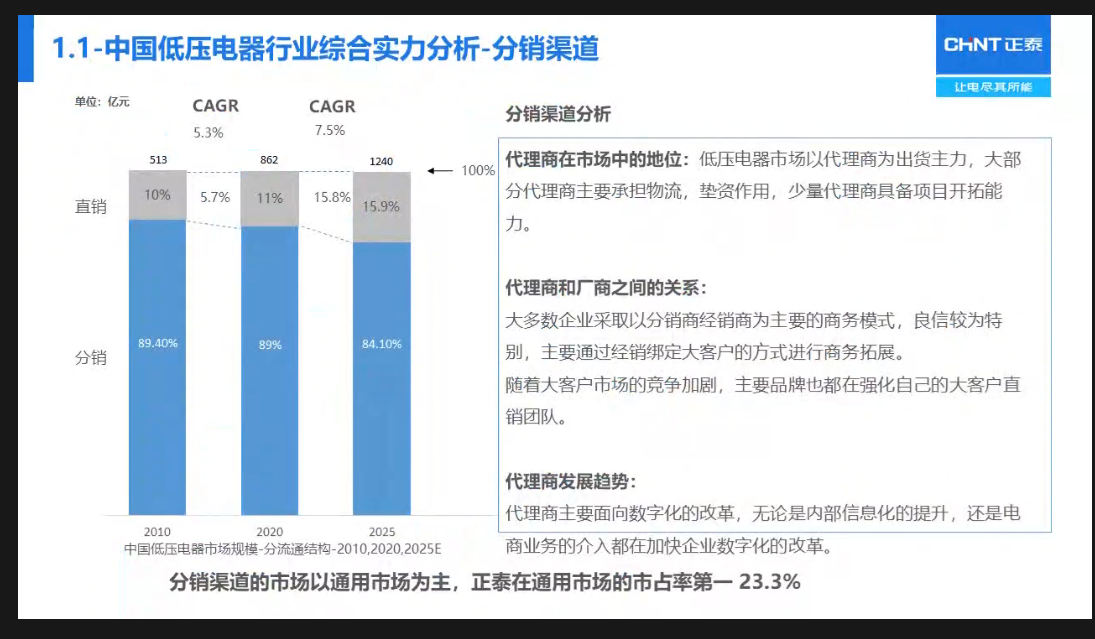 1.1-中国低压电器行业综合实力分析-分销渠道
CHNT 正泰
让电尽其所能
单位：亿元
CAGR
CAGR
5.3%
7.5%
513
862
1240
100%
直销
10%
5.7%
11%
15.8%
15.9%
分销
89.40%
89%
84.10%
2010
2020
2025
中国低压电器市场规模-分流通结构-2010,2020,2025E
分销渠道分析
代理商在市场中的地位：低压电器市场以代理商为出货主力，大部
分代理商主要承担物流，垫资作用，少量代理商具备项目开拓能
力。
代理商和厂商之间的关系：
大多数企业采取以分销商经销商为主要的商务模式，良信较为特
别，主要通过经销绑定大客户的方式进行商务拓展。
随着大客户市场的竞争加剧，主要品牌也都在强化自己的大客户直
销团队。
代理商发展趋势：
代理商主要面向数字化的改革，无论是内部信息化的提升，还是电
商业务的介入都在加快企业数字化的改革。
分销渠道的市场以通用市场为主，正泰在通用市场的市占率第一 23.3%